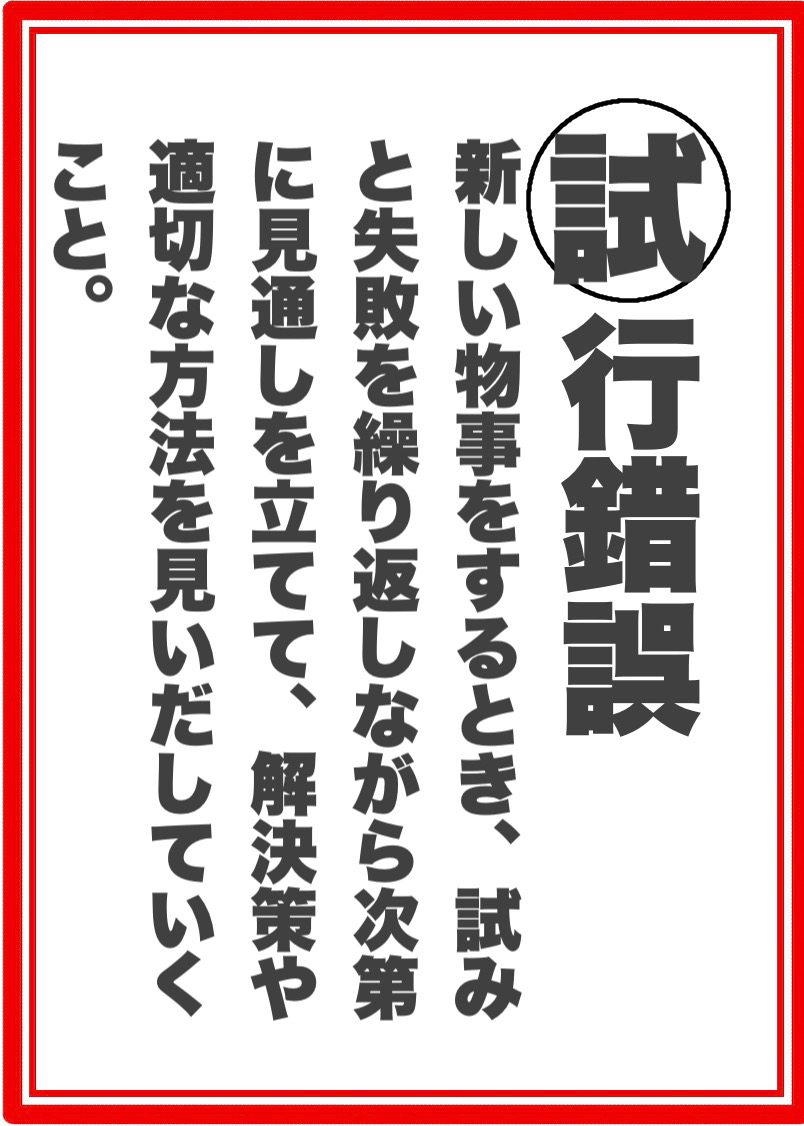 試行錯誤
新しい物事をするとき、試み
と失敗を繰り返しながら次第
に見通しを立てて、解決策や
適切な方法を見いだしていく
こと。